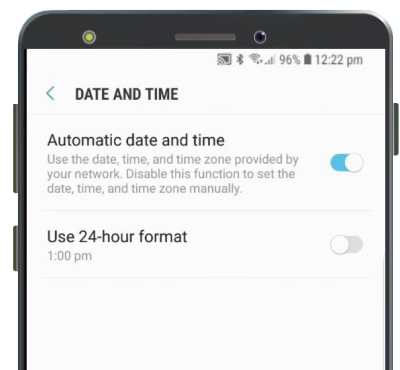 96% 12:22 pm
DATE AND TIME
Automatic date and time
Use the date, time, and time zone provided by
your network. Disable this function to set the
date, time, and time zone manually.
Use 24-hour format
1:00 pm